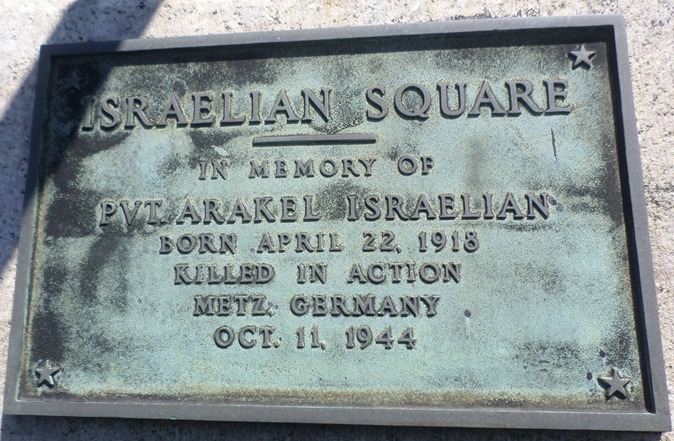 ISRAELIAN SQUARE
IN MEMORY OF
PVT. ARAKEL ISRAELIAN
BORN APRIL 22, 1918
KILLED IN ACTION
METZ, GERMANY
OCT. 11, 1944